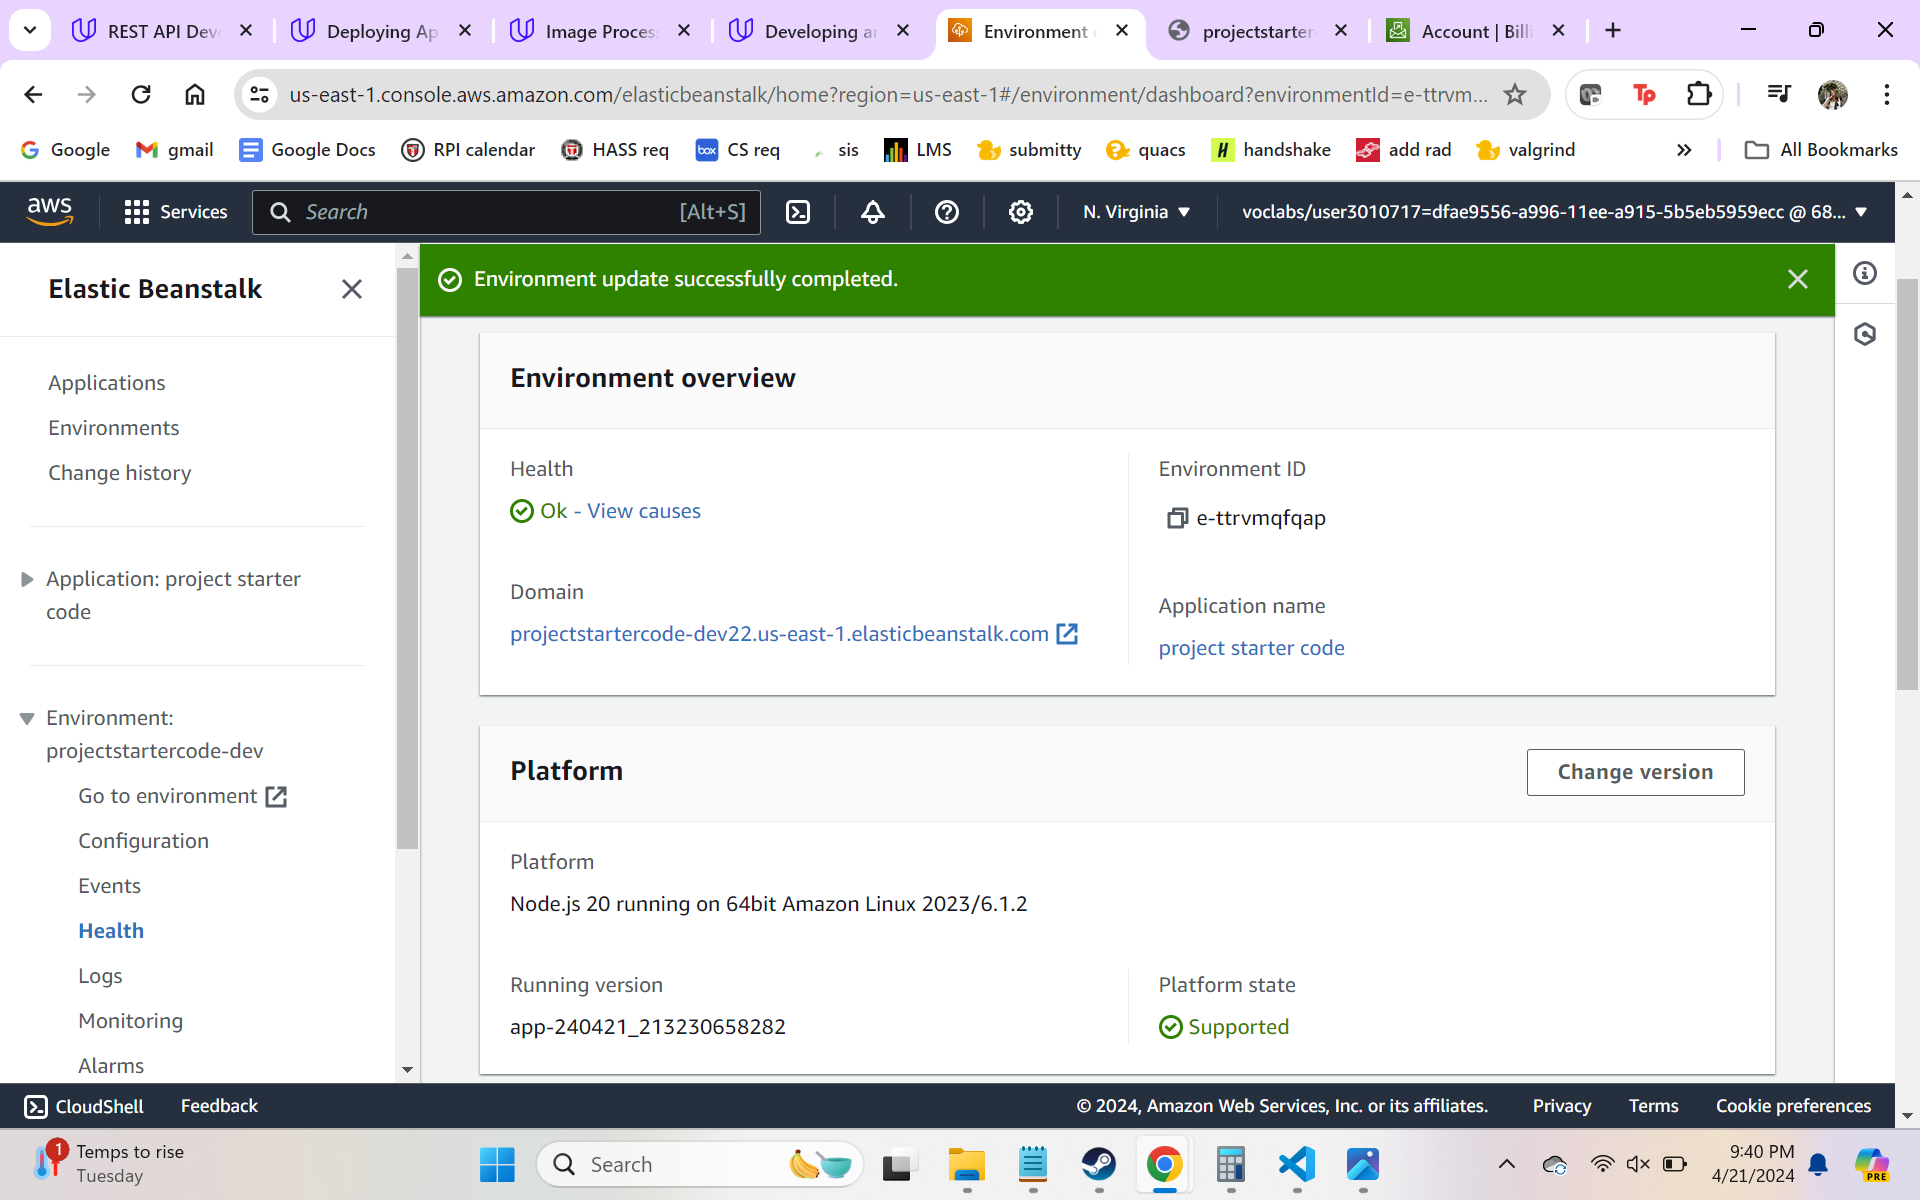 REST API Dev
Deploying Ap
Image Process
Developing a
Environment
projectstarter
Account | Billi
us-east-1.console.aws.amazon.com/elasticbeanstalk/home?region=us-east-1#/environment/dashboard?environmentId=e-ttrvm...
Tp
Google
gmail
Google Docs
RPI calendar
HASS req
box
CS req
sis
LMS
submitty
quacs
H
handshake
add rad
valgrind
»
All Bookmarks
aws
Services
Search
[Alt+S]
N. Virginia
voclabs/user3010717=dfae9556-a996-11ee-a915-5b5eb5959ecc @ 68...
Elastic Beanstalk
Applications
Environments
Change history
Application: project starter
code
Environment:
projectstartercode-dev
Go to environment
Configuration
Events
Health
Logs
Monitoring
Alarms
Environment update successfully completed.
Environment overview
Health
Ok - View causes
Environment ID
e-ttrvmqfqap
Domain
projectstartercode-dev22.us-east-1.elasticbeanstalk.com
Application name
project starter code
Platform
Change version
Platform
Node.js 20 running on 64bit Amazon Linux 2023/6.1.2
Running version
app-240421_213230658282
Platform state
Supported
CloudShell
Feedback
© 2024, Amazon Web Services, Inc. or its affiliates.
Privacy
Terms
Cookie preferences
1
Temps to rise
Tuesday
Search
9:40 PM
4/21/2024
PRE